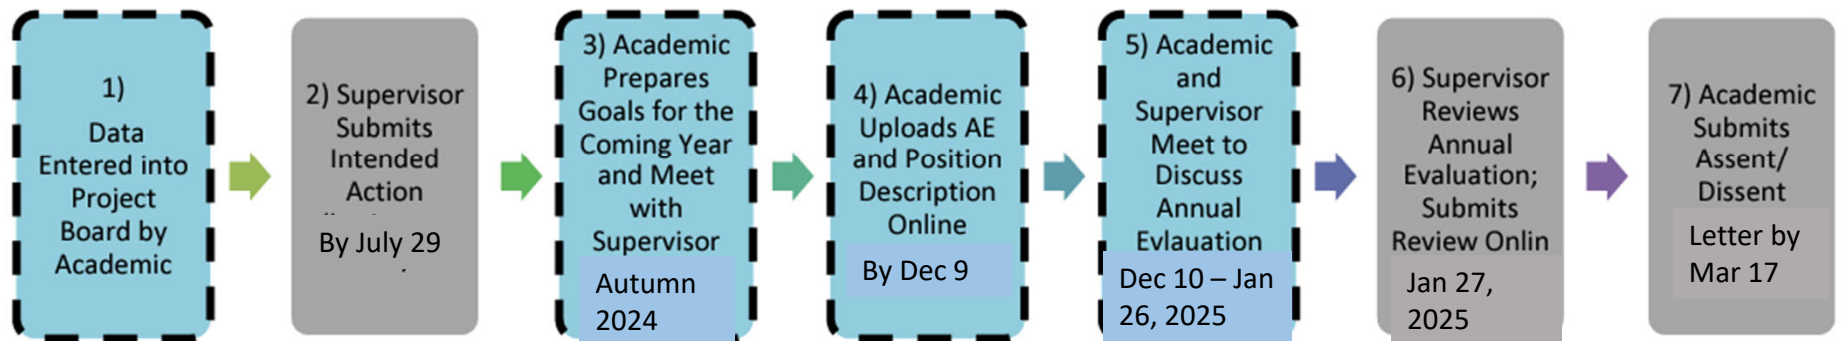 1)
Data
Entered into
Project
Board by
Academic
2) Supervisor
Submits
Intended
Action
By July 29
3) Academic
Prepares
Goals for the
Coming Year
and Meet
with
Supervisor
Autumn
2024
4) Academic
Uploads AE
and Position
Description
Online
By Dec 9
5) Academic
and
Supervisor
Meet to
Discuss
Annual
Evlauation
Dec 10 – Jan
26, 2025
6) Supervisor
Reviews
Annual
Evaluation;
Submits
Review Onlin
Jan 27,
2025
7) Academic
Submits
Assent/
Dissent
Letter by
Mar 17